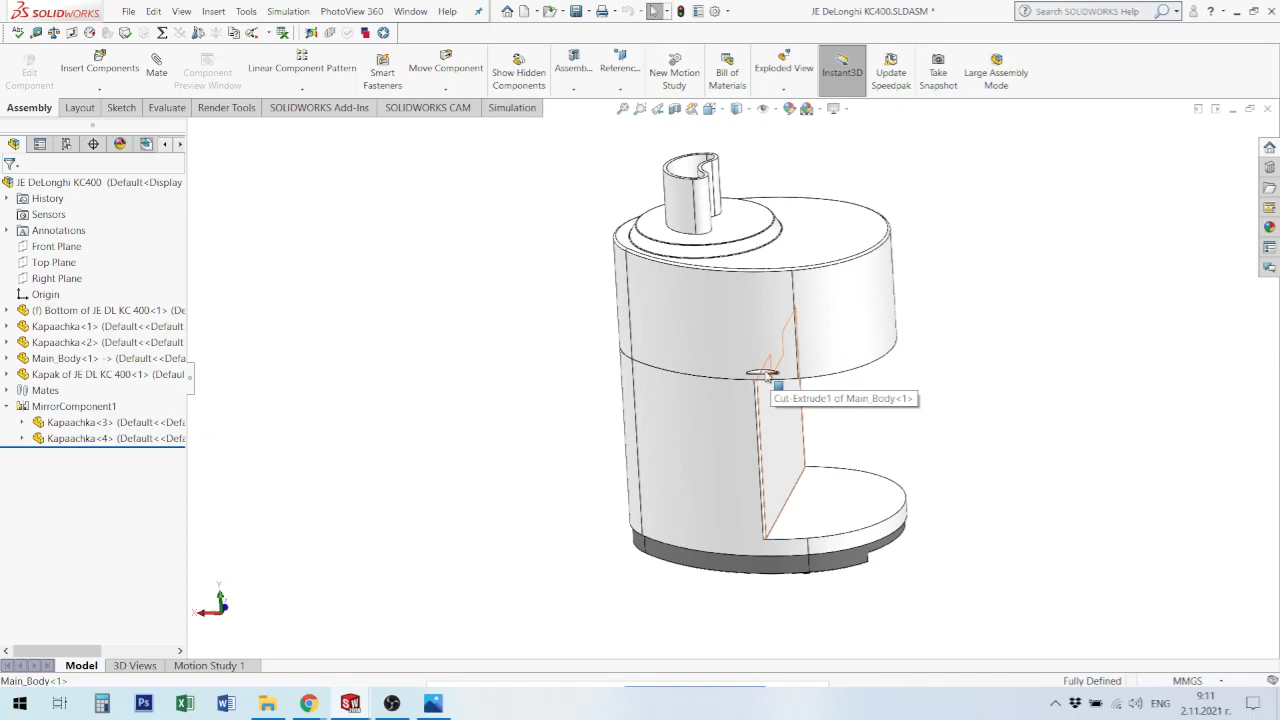 SOLIDWORKS
File
Edit
View
Insert
Tools
Simulation
PhotoView 360
Window
Help
JE DeLonghi KC400.SLDASM *
Search SOLIDWORKS Help
Edit
Component
Insert Components
Mate
Component
Preview Window
Linear Component Pattern
Smart
Fasteners
Move Component
Show Hidden
Components
Assemb...
Referenc...
New Motion
Study
Bill of
Materials
Exploded View
Instant3D
Update
Speedpak
Take
Snapshot
Large Assembly
Mode
Assembly
Layout
Sketch
Evaluate
Render Tools
SOLIDWORKS Add-Ins
SOLIDWORKS CAM
Simulation
JE DeLonghi KC400 (Default<Display
History
Sensors
Annotations
Front Plane
Top Plane
Right Plane
Origin
(f) Bottom of JE DL KC 400<1> (De
Kapaachka<1> (Default<<Default
Kapaachka<2> (Default<<Default
Main_Body<1> -> (Default<<Defa
Kapak of JE DL KC 400<1> (Defaul
Mates
MirrorComponent1
Kapaachka<3> (Default<<Def
Kapaachka<4> (Default<<Def
Cut-Extrude1 of Main_Body<1>
Y
X
Model
3D Views
Motion Study 1
Main_Body<1>
Fully Defined
MMGS
ENG
9:11
2.11.2021 г.